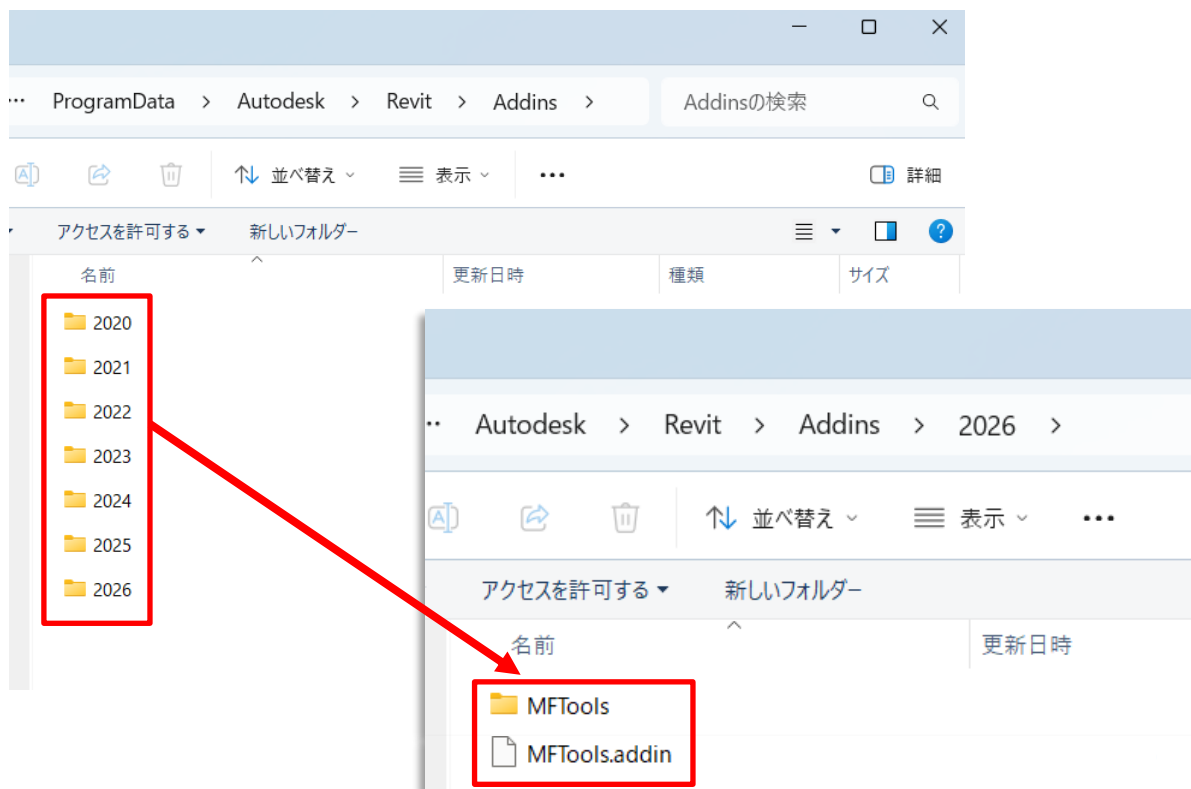 … ProgramData > Autodesk > Revit > Addins > Addinsの検索
並べ替え 表示 … 詳細
アクセスを許可する 新しいフォルダー
名前 更新日時 種類 サイズ
2020
2021
2022
2023
2024
2025
2026
Autodesk > Revit > Addins > 2026 >
並べ替え 表示 …
アクセスを許可する 新しいフォルダー
名前 更新日時
MFTools
MFTools.addin